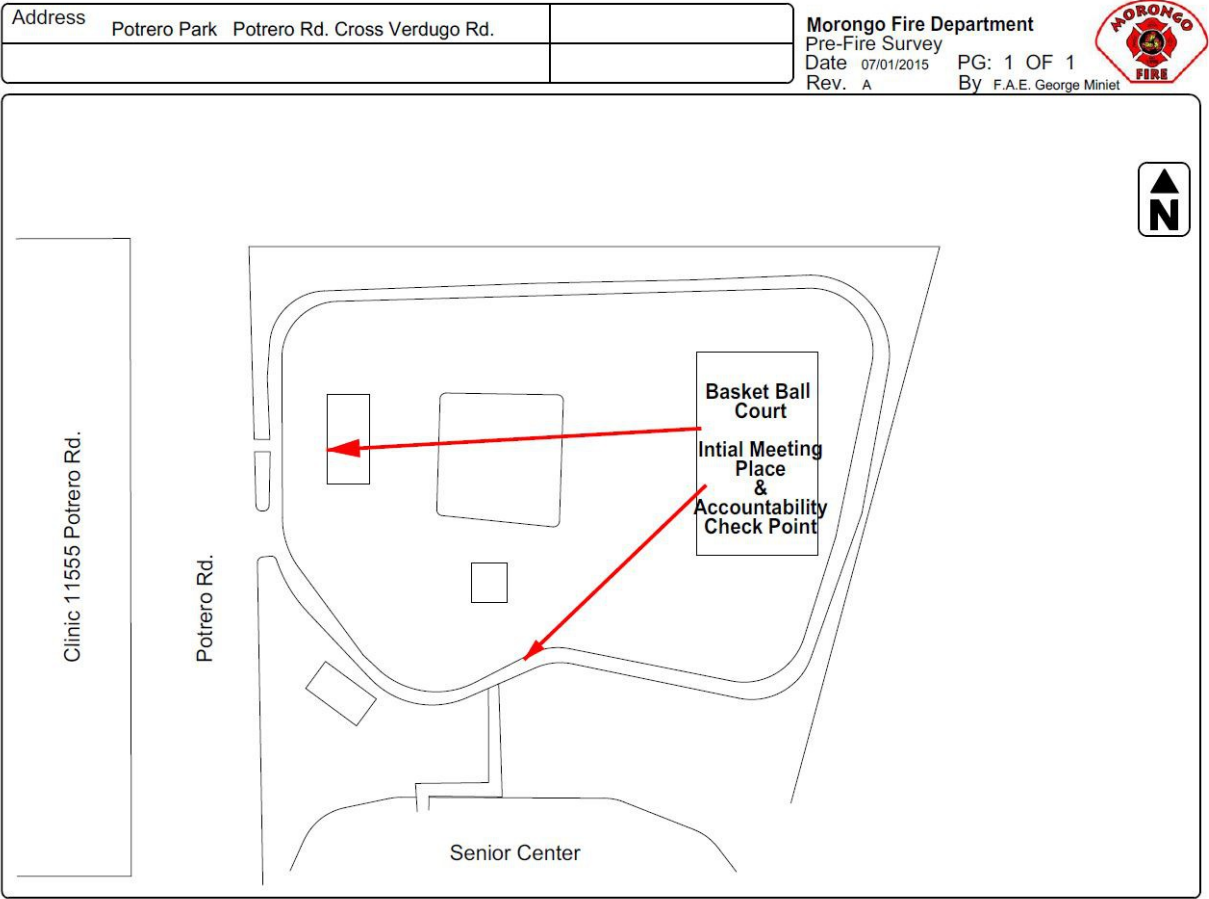 Address
Potrero Park Potrero Rd. Cross Verdugo Rd.
Morongo Fire Department
Pre-Fire Survey
Date 07/01/2015 PG: 1 OF 1
Rev. A By F.A.E. George Miniet
MORONGO
FIRE
N
Basket Ball
Court
Intial Meeting
Place
&
Accountability
Check Point
Clinic 11555 Potrero Rd.
Potrero Rd.
Senior Center